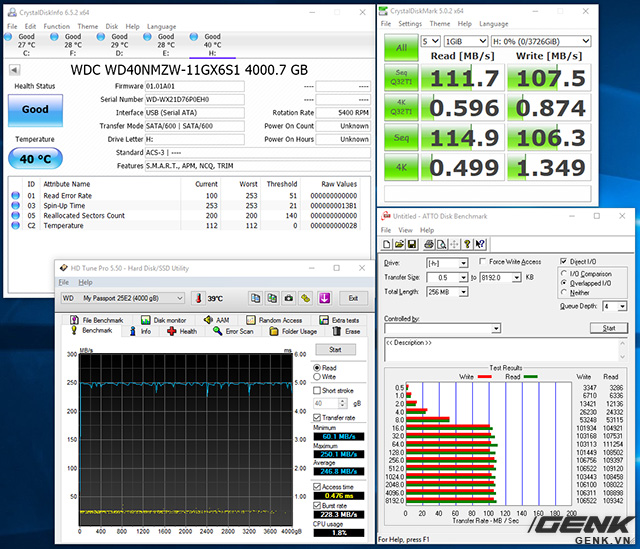 CrystalDiskInfo 6.5.2 x64
File Edit Function Theme Disk Help Language
Good Good Good Good
27 °C 28 °C 28 °C 40 °C
C: F: D: H:
WDC WD40NMZW-11GX6S1 4000.7 GB
Health Status
Good
Temperature
40 °C
Firmware 01.01A01 ---- ----
Serial Number WD-WX21D76P0EH0 ---- ----
Interface USB (Serial ATA) Rotation Rate 5400 RPM
Transfer Mode SATA/600 | SATA/600 Power On Count Unknown
Drive Letter H: Power On Hours Unknown
Standard ACS-3 | ----
Features S.M.A.R.T., APM, NCQ, TRIM
ID Attribute Name Current Worst Threshold Raw Values
01 Read Error Rate 100 253 51 000000000000
03 Spin-Up Time 253 253 21 0000000013B1
05 Reallocated Sectors Count 200 200 140 000000000000
C2 Temperature 112 112 0 000000000028
CrystalDiskMark 5.0.2 x64
File Settings Theme Help Language
All 5 1GiB H: 0% (0/3726GiB)
Read [MB/s] Write [MB/s]
Seq Q32T1 111.7 107.5
4K Q32T1 0.596 0.874
Seq 114.9 106.3
4K 0.499 1.349
HD Tune Pro 5.50 - Hard Disk/SSD Utility
File Help
WD My Passport 25E2 (4000 gB) 39°C Exit
File Benchmark Disk monitor AAM Random Access Extra tests
Benchmark Info Health Error Scan Folder Usage Erase
MB/s ms
300 250 200 150 100 50
6.00 5.00 4.00 3.00 2.00 1.00
0 400 800 1200 1600 2000 2400 2800 3200 3600 4000gB
Start
Read
Write
Short stroke
40 gB
Transfer rate
Minimum
60.1 MB/s
Maximum
250.1 MB/s
Average
246.8 MB/s
Access time
0.476 ms
Burst rate
228.3 MB/s
CPU usage
1.8%
Untitled - ATTO Disk Benchmark
File View Help
Drive: [-h-] Force Write Access Direct I/O
Transfer Size: 0.5 to 8192.0 KB
Total Length: 256 MB
I/O Comparison
Overlapped I/O
Neither
Queue Depth: 4
Controlled by:
Start
<< Description >>
Test Results
Write Read Write Read
0.5 3347 3286
1.0 6710 6336
2.0 13421 12136
4.0 26230 24332
8.0 53248 53115
16.0 101934 104921
32.0 103168 107531
64.0 103113 111254
128.0 101449 108502
256.0 106756 109397
512.0 106522 109120
1024.0 103443 108458
2048.0 106100 108022
4096.0 106311 108898
8192.0 106522 109342
0 10 20 30 40 50 60 70 80 90 100
Transfer Rate - MB / Sec
For Help, press F1
GENK
GENK.VN